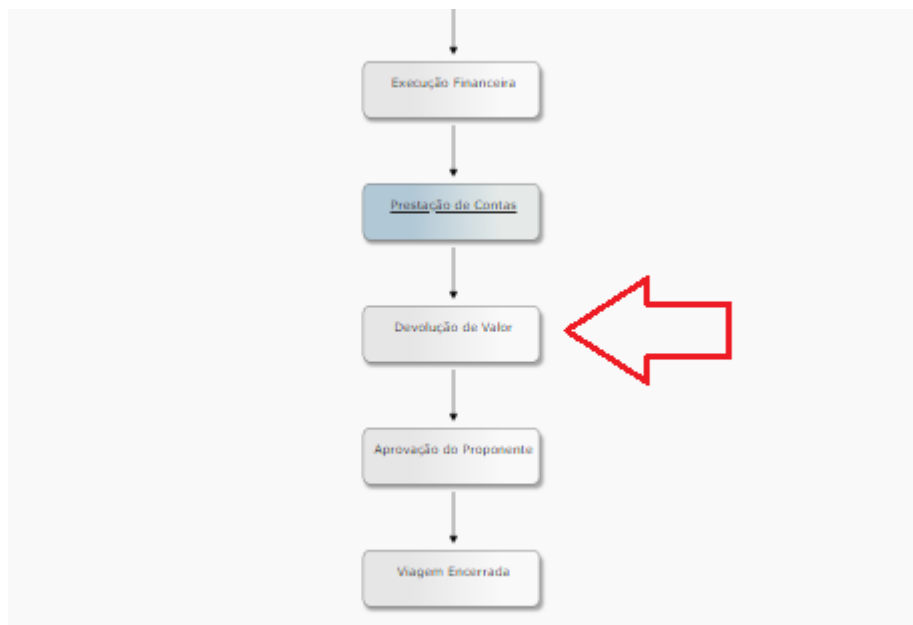 Execução Financeira
Prestação de Contas
Devolução de Valor
Aprovação do Proponente
Viagem Encerrada